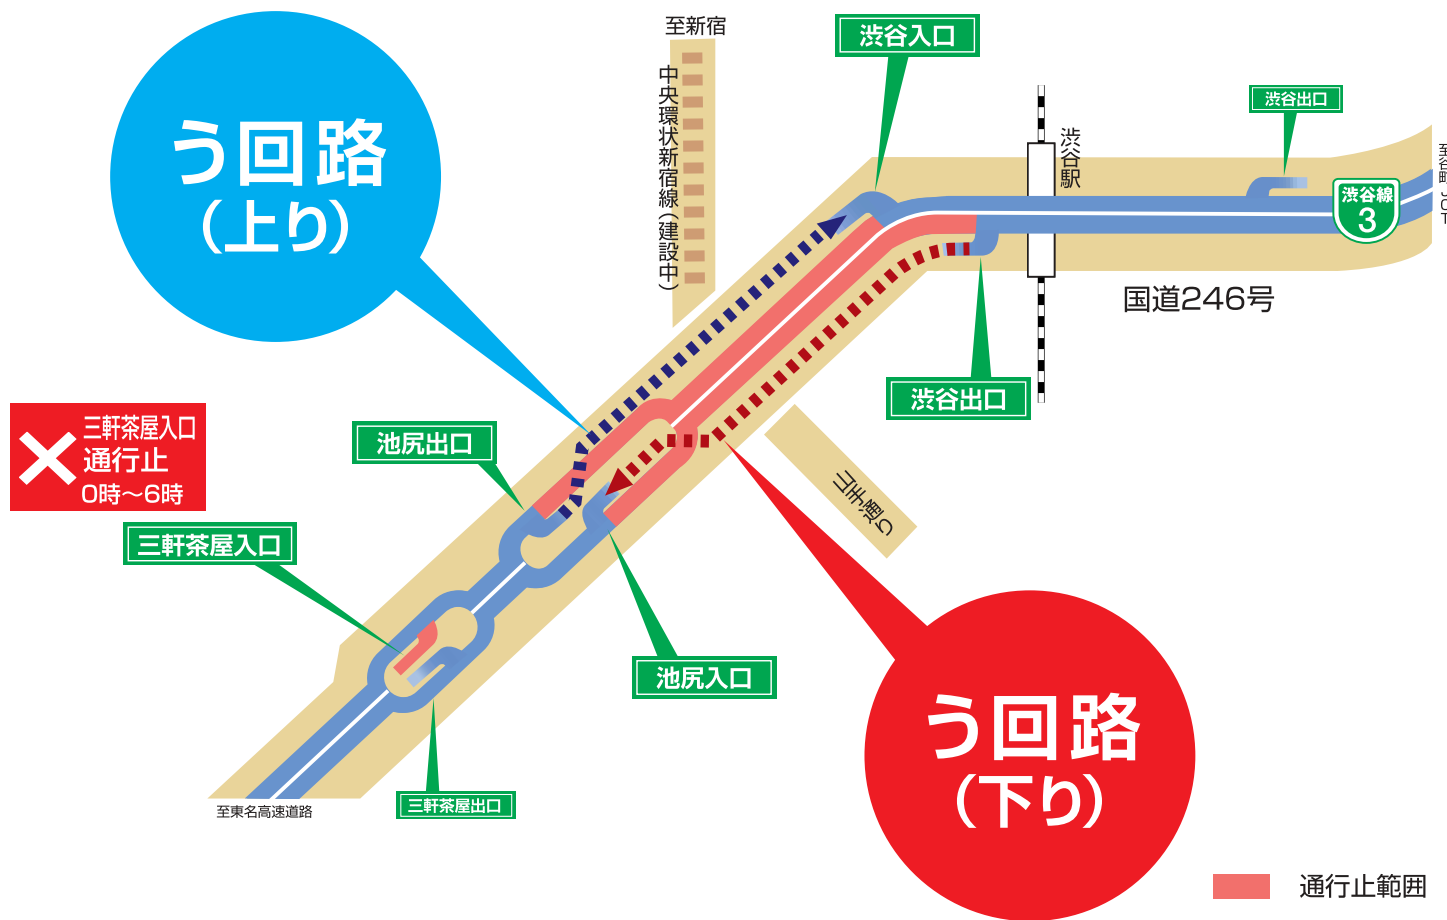 至新宿
渋谷入口
渋谷出口
う回路
(上り)
中央環状新宿線(建設中)
渋谷駅
渋谷線
3
国道246号
渋谷出口
三軒茶屋入口
通行止
0時～6時
池尻出口
三軒茶屋入口
山手通り
池尻入口
う回路
(下り)
三軒茶屋出口
至東名高速道路
通行止範囲